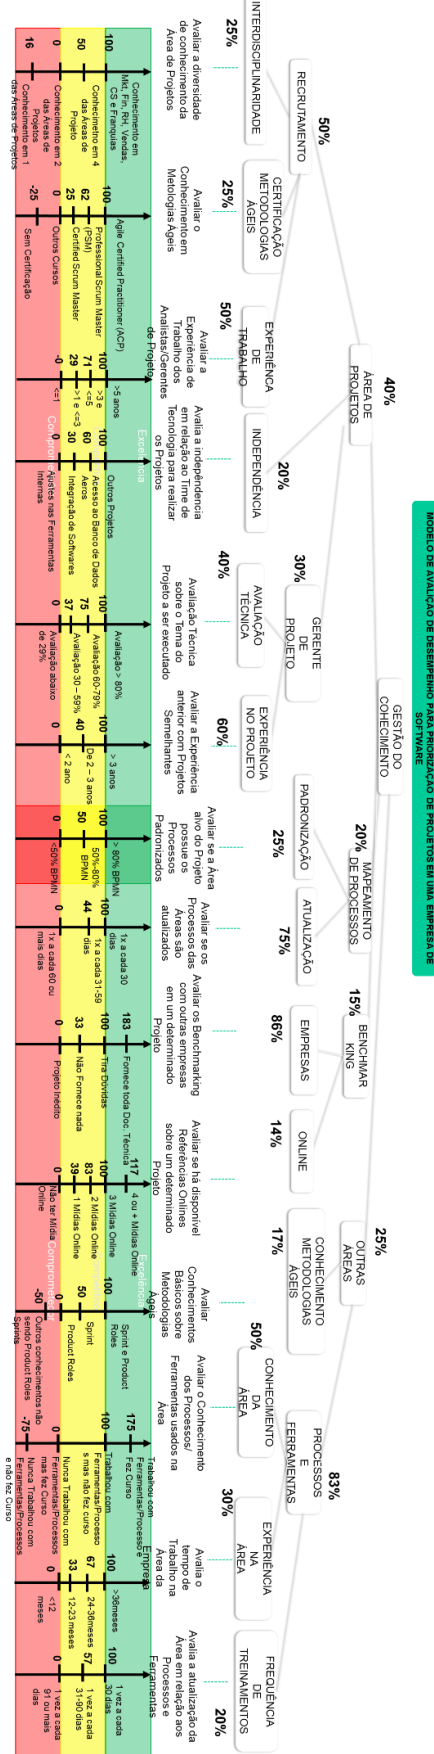 MODELO DE AVALIÇÃO DE DESEMPENHO PARA PRIORIZAÇÃO DE PROJETOS EM UMA EMPRESA DE
SOFTWARE
GESTÃO DO
COHECIMENTO
40%
ÁREA DE
PROJETOS
20%
MAPEAMENTO
DE PROCESSOS
15%
BENCHMAR
KING
25%
OUTRAS
ÁREAS
50%
RECRUTAMENTO
20%
30%
GERENTE
DE
PROJETO
PADRONIZAÇÃO
25%
ATUALIZAÇÃO
75%
EMPRESAS
86%
ONLINE
14%
CONHECIMENTO
METODOLOGIAS
ÁGEIS
17%
PROCESSOS
E
FERRAMENTAS
83%
INTERDISCIPLINARIDADE
25%
CERTIFICAÇÃO
METODOLOGIAS
ÁGEIS
25%
EXPERIÊNCA
DE
TRABALHO
50%
INDEPENDÊNCIA
AVALIAÇÃO
TÉCNICA
40%
EXPERIÊNCIA
NO PROJETO
60%
CONHECIMENTO
DA
ÁREA
50%
EXPERIÊNCIA
NA
ÁREA
30%
FREQUÊNCIA
DE
TREINAMENTOS
20%
Avaliar a diversidade
de conhecimento da
Área de Projetos
Avaliar o
Conhecimento em
Metologias Ágeis
Avaliar a
Experiência de
Trabalho dos
Analistas/Gerentes
de Projeto
Avalia a independencia
em relação ao Time de
Tecnologia para realizar
os Projetos
Avaliação Técnica
sobre o Tema do
Projeto a ser executado
Avaliar a Experiência
anterior com Projetos
Semelhantes
Avaliar se a Área
alvo do Projeto
possue os
Processos
Padronizados
Avaliar se os
Processos das
Áreas são
atualizados
Avaliar os Benchmarking
com outras empresas
em um determinado
Projeto
Avaliar se há disponível
Referências Onlines
sobre um determinado
Projeto
Avaliar
Conhecimentos
Básicos sobre
Metodologias
Ágeis
Avaliar o Conhecimento
dos Processos/
Ferramentas usados na
Área
Avalia o
tempo de
Trabalho na
Área da
Empresa
Avalia a atualização da
Área em relação aos
Processos e
Ferramentas
100
Conhecimento em
Mkt, Fin, RH, Vendas,
CS e Franquias
50
Conhecimetno em 4
das Áreas de
Projeto
0
Conhecimento em 2
das Áreas de
Projetos
16
Conhecimento em 1
das Áreas de Projetos
100
Agile Certified Practitioner (ACP)
62
Professional Scrum Master
(PSM)
25
Certified Scrum Master
0
Outros Cursos
-25
Sem Certificação
100
>5 anos
71
>3 e
<=5
29
>1 e <=3
0
<=1
Excelência
100
Outros Projetos
60
Acesso ao Banco de Dados
Aeros
30
Integração de Softwares
0
Ajustes nas Ferramentas
Internas
100
Avaliação > 80%
75
Avaliação 60-79%
37
Avaliação 30 – 59%
0
Avaliação abaixo
de 29%
100
> 3 anos
40
De 2 – 3 anos
0
< 2 ano
100
> 80% BPMN
50
50%-80%
BPMN
0
<50% BPMN
100
1x a cada 30
dias
44
1x a cada 31-59
dias
0
1x a cada 60 ou
mais dias
183
Fornece toda Doc. Técnica
100
Tira Dúvidas
33
Não Fornece nada
0
Projeto Inédito
117
4 ou + Mídias Online
100
3 Mídias Online
83
2 Mídias Online
39
1 Mídias Online
0
Não ter Mídia
Online
Excelência
100
Sprint e Product
Roles
50
Sprint
Product Roles
0
-50
Outros conhecimentos não
sendo Product Roles e
Sprints
175
Trabalhou com
Ferramentas/Processo e
Fez Curso
100
Trabalhou com
Ferramentas/Processo
s mas não fez curso
0
Nunca Trabalhou com
Ferramentas/Processos
mas fez Curso
-75
Nunca Trabalhou com
Ferramentas/Processos
e não fez Curso
100
>36meses
67
24-36meses
33
12-23 meses
0
<12
meses
100
1 vez a cada
30 dias
57
1 vez a cada
31-90 dias
0
1 vez a cada
91 ou mais
dias